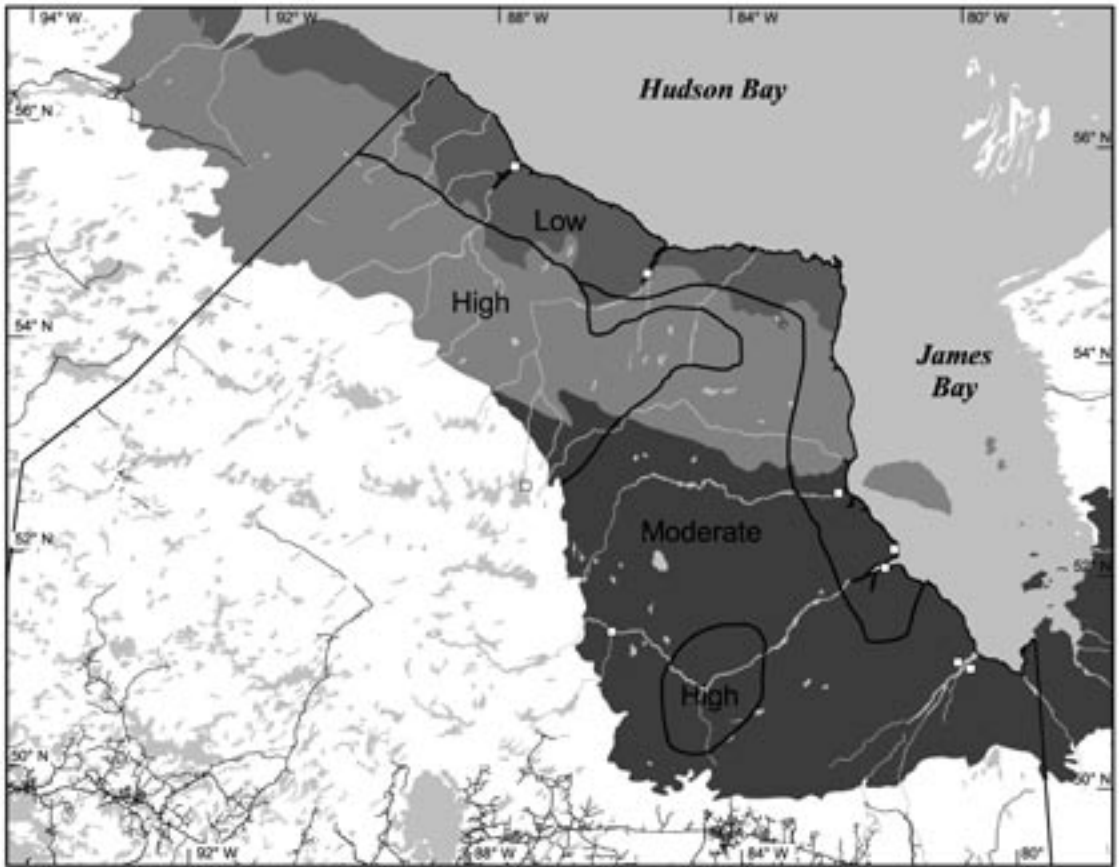 94° W
92° W
88° W
84° W
80° W
56° N
Hudson Bay
56° N
Low
High
54° N
James
Bay
54° N
Moderate
52° N
52° N
High
50° N
50° N
92° W
88° W
84° W
80°